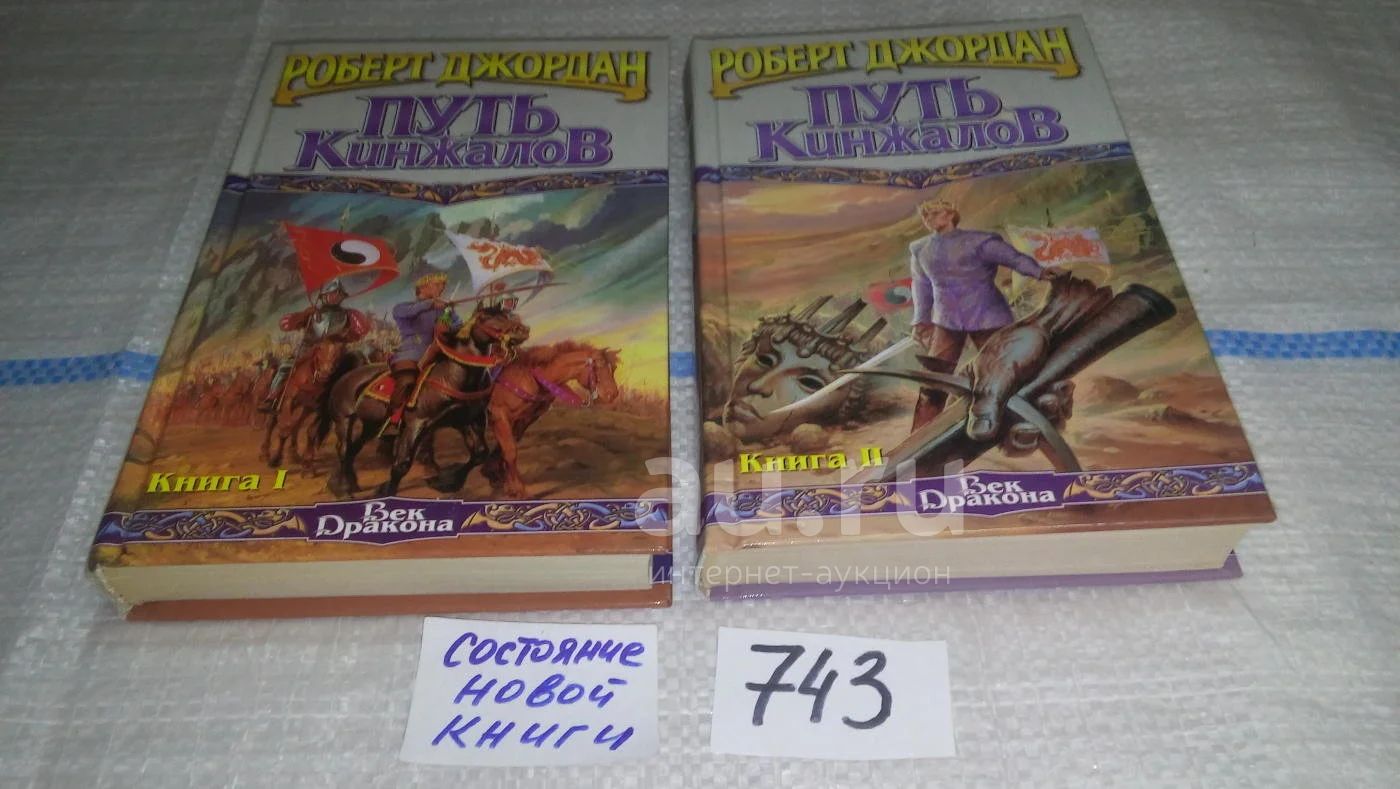 РОБЕРТ ДЖОРДАН
ПУТЬ
КинжалоВ
Книга I
Век
Дракона
РОБЕРТ ДЖОРДАН
ПУТЬ
КинжалоВ
Книга II
Век
Дракона
au.ru
интернет-аукцион
состояние
новой
книги
743